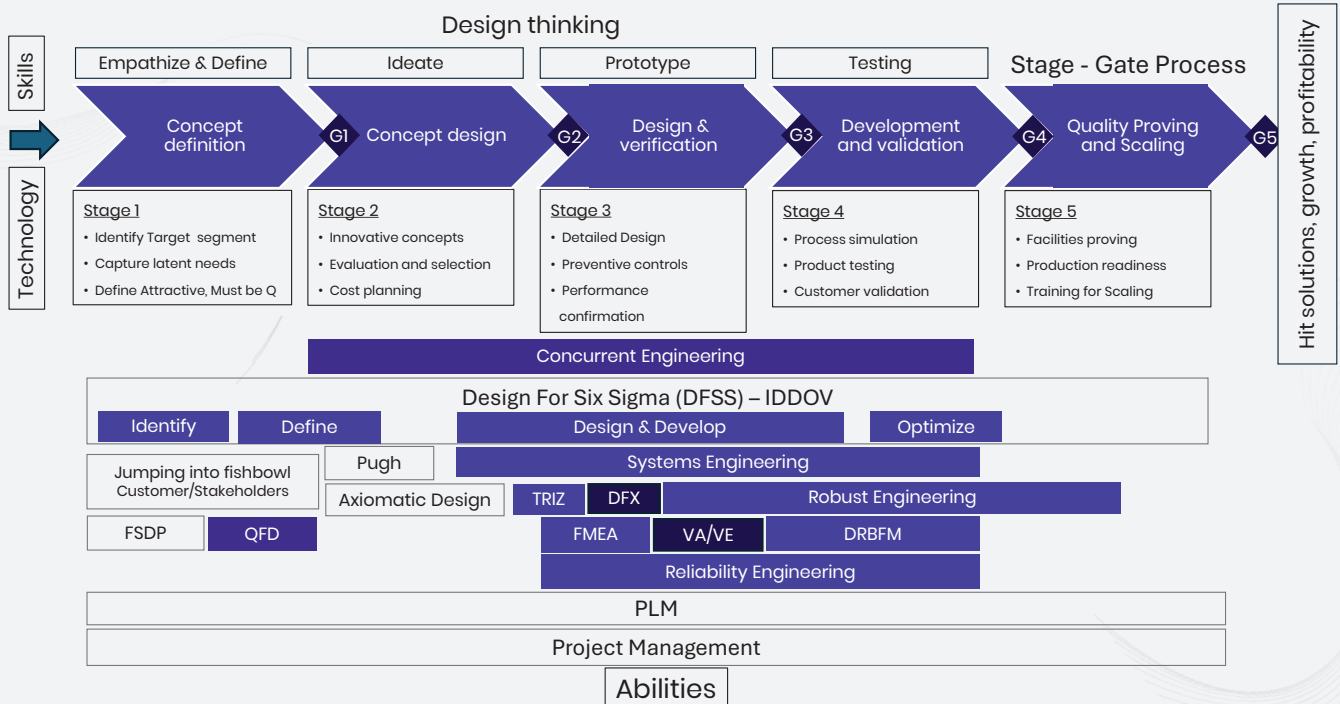 Design thinking
Skills
Technology
Empathize & Define
Ideate
Prototype
Testing
Stage - Gate Process
Concept
definition
G1
Concept design
G2
Design &
verification
G3
Development
and validation
G4
Quality Proving
and Scaling
G5
Hit solutions, growth, profitability
Stage 1
• Identify Target segment
• Capture latent needs
• Define Attractive, Must be Q
Stage 2
• Innovative concepts
• Evaluation and selection
• Cost planning
Stage 3
• Detailed Design
• Preventive controls
• Performance
confirmation
Stage 4
• Process simulation
• Product testing
• Customer validation
Stage 5
• Facilities proving
• Production readiness
• Training for Scaling
Concurrent Engineering
Design For Six Sigma (DFSS) – IDDOV
Identify
Define
Design & Develop
Optimize
Jumping into fishbowl
Customer/Stakeholders
Pugh
Systems Engineering
Axiomatic Design
TRIZ
DFX
Robust Engineering
FSDP
QFD
FMEA
VA/VE
DRBFM
Reliability Engineering
PLM
Project Management
Abilities